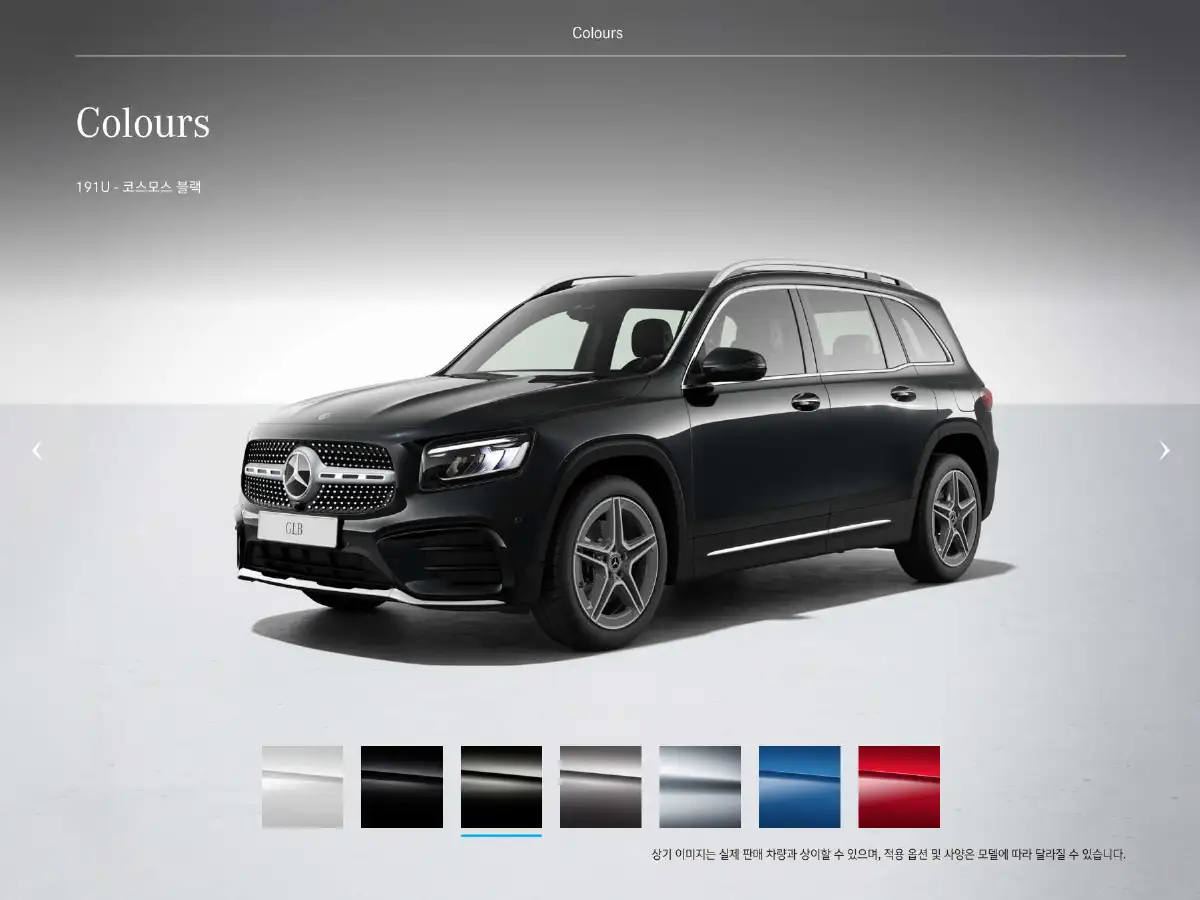 Colours
Colours
191U - 코스모스 블랙
GLB
상기 이미지는 실제 판매 차량과 상이할 수 있으며, 적용 옵션 및 사양은 모델에 따라 달라질 수 있습니다.